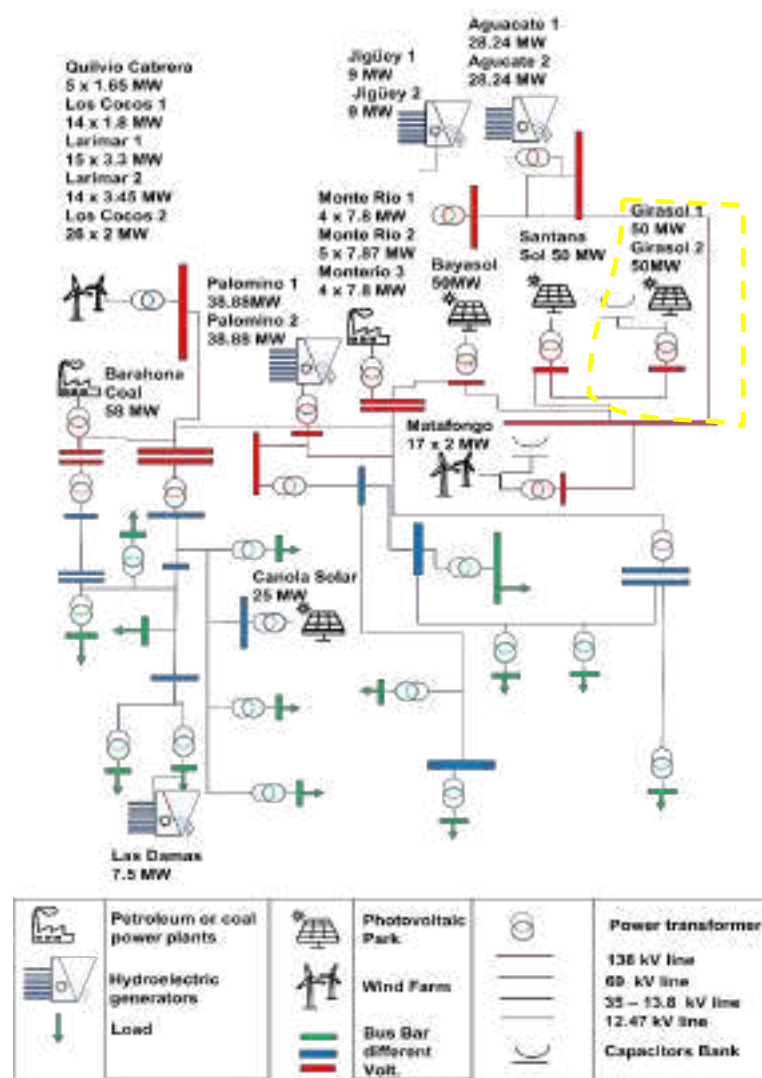 Quilvio Cabrera
5 x 1.65 MW
Los Cocos 1
14 x 1.8 MW
Larimar 1
15 x 3.3 MW
Larimar 2
14 x 3.45 MW
Los Cocos 2
26 x 2 MW
Jigüey 1
9 MW
Jigüey 2
9 MW
Aguacate 1
28.24 MW
Agucate 2
28.24 MW
Monte Rio 1
4 x 7.8 MW
Monte Rio 2
5 x 7.87 MW
Monterio 3
4 x 7.8 MW
Bayasol
50MW
Santana
Sol 50 MW
Girasol 1
50 MW
Girasol 2
50MW
Palomino 1
38.88MW
Palomino 2
38.88 MW
Barahona
Coal
58 MW
Matafongo
17 x 2 MW
Canola Solar
25 MW
Las Damas
7.5 MW
Petroleum or coal
power plants
Hydroelectric
generators
Load
Photovoltaic
Park
Wind Farm
Bus Bar
different
Volt.
Power transformer
138 kV line
69 kV line
35 – 13.8 kV line
12.47 kV line
Capacitors Bank